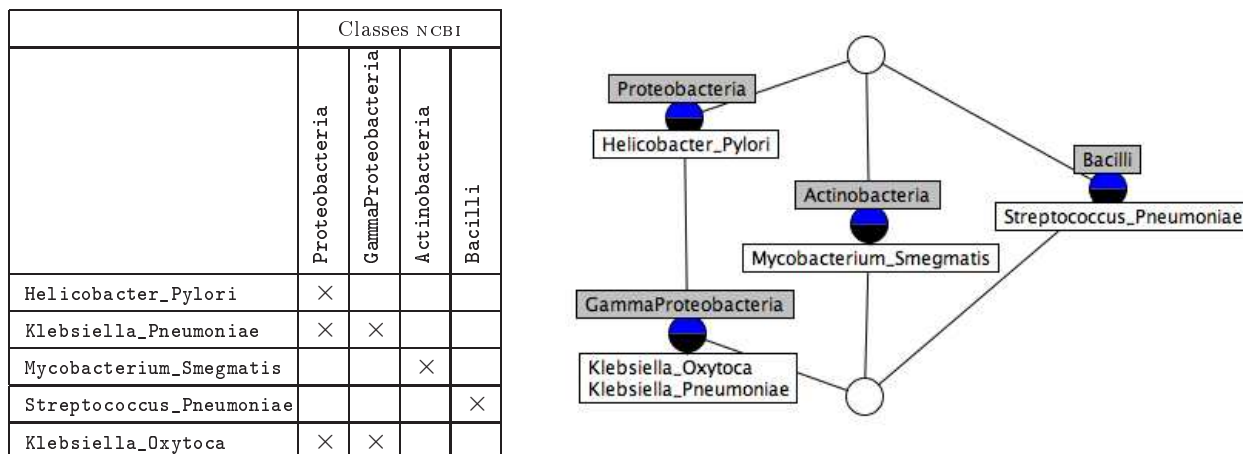 Classes NCBI
Proteobacteria
GammaProteobacteria
Actinobacteria
Bacilli
Helicobacter_Pylori ×
Klebsiella_Pneumoniae × ×
Mycobacterium_Smegmatis ×
Streptococcus_Pneumoniae ×
Klebsiella_Oxytoca × ×
Proteobacteria
Helicobacter_Pylori
Bacilli
Streptococcus_Pneumoniae
Actinobacteria
Mycobacterium_Smegmatis
GammaProteobacteria
Klebsiella_Oxytoca
Klebsiella_Pneumoniae